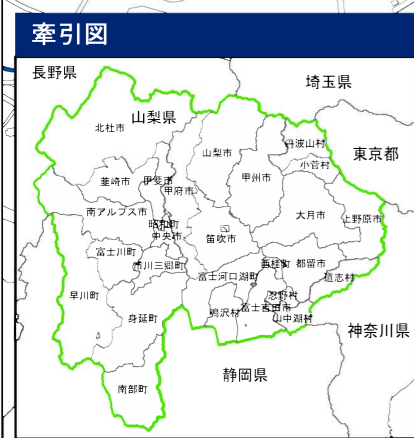 牽引図
長野県
埼玉県
山梨県
北杜市
丹波山村
山梨市
小菅村
東京都
韮崎市
甲斐市
甲州市
甲府市
南アルプス市
大月市
上野原市
昭和町
中央市
笛吹市
富士川町
市川三郷町
西桂町
都留市
富士河口湖町
道志村
早川町
忍野村
鳴沢村
富士吉田市
身延町
山中湖村
神奈川県
静岡県
南部町